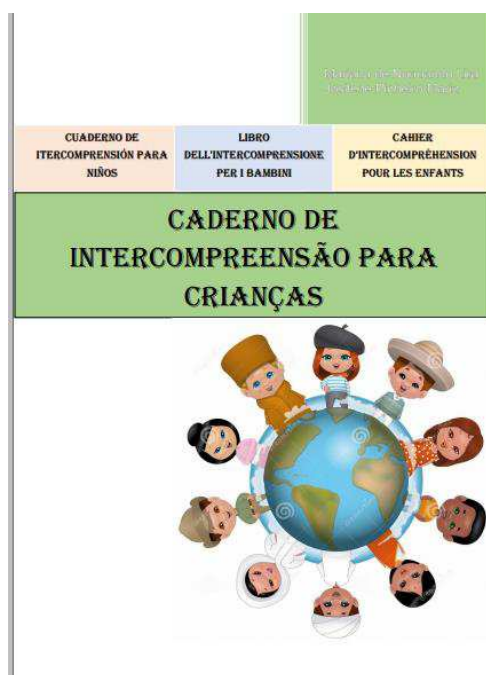 CUADERNO DE
ITERCOMPRENSIÓN PARA
NIÑOS
LIBRO
DELL'INTERCOMPRENSIONE
PER I BAMBINI
CAHIER
D'INTERCOMPRÉHENSION
POUR LES ENFANTS
CADERNO DE
INTERCOMPREENSÃO PARA
CRIANÇAS